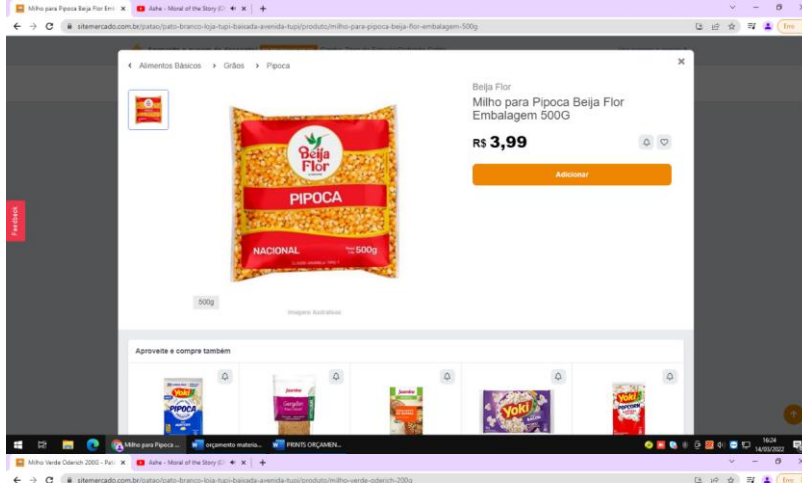 Milho para Pipoca Beija Flor Em
Ashe - Moral of the Story (O
sitemercado.com.br/patao/pato-branco-loja-tupi-baixada-avenida-tupi/produto/milho-para-pipoca-beija-flor-embalagem-500g
Erro
Alimentos Básicos > Grãos > Pipoca
Beija Flor
Milho para Pipoca Beija Flor
Embalagem 500G
R$ 3,99
Adicionar
Feedback
Beija
Flor
PIPOCA
NACIONAL
500g
500g
Imagens ilustrativas
Aproveite e compre também
Yoki
PIPOCA
Yoki
Yoki
POPCORN
Milho para Pipoca ...
orçamento materia...
PRINTS ORÇAMEN...
16:24
14/03/2022
Milho Verde Oderich 200G - Pat
Ashe - Moral of the Story (O
sitemercado.com.br/patao/pato-branco-loja-tupi-baixada-avenida-tupi/produto/milho-verde-oderich-200g
Erro